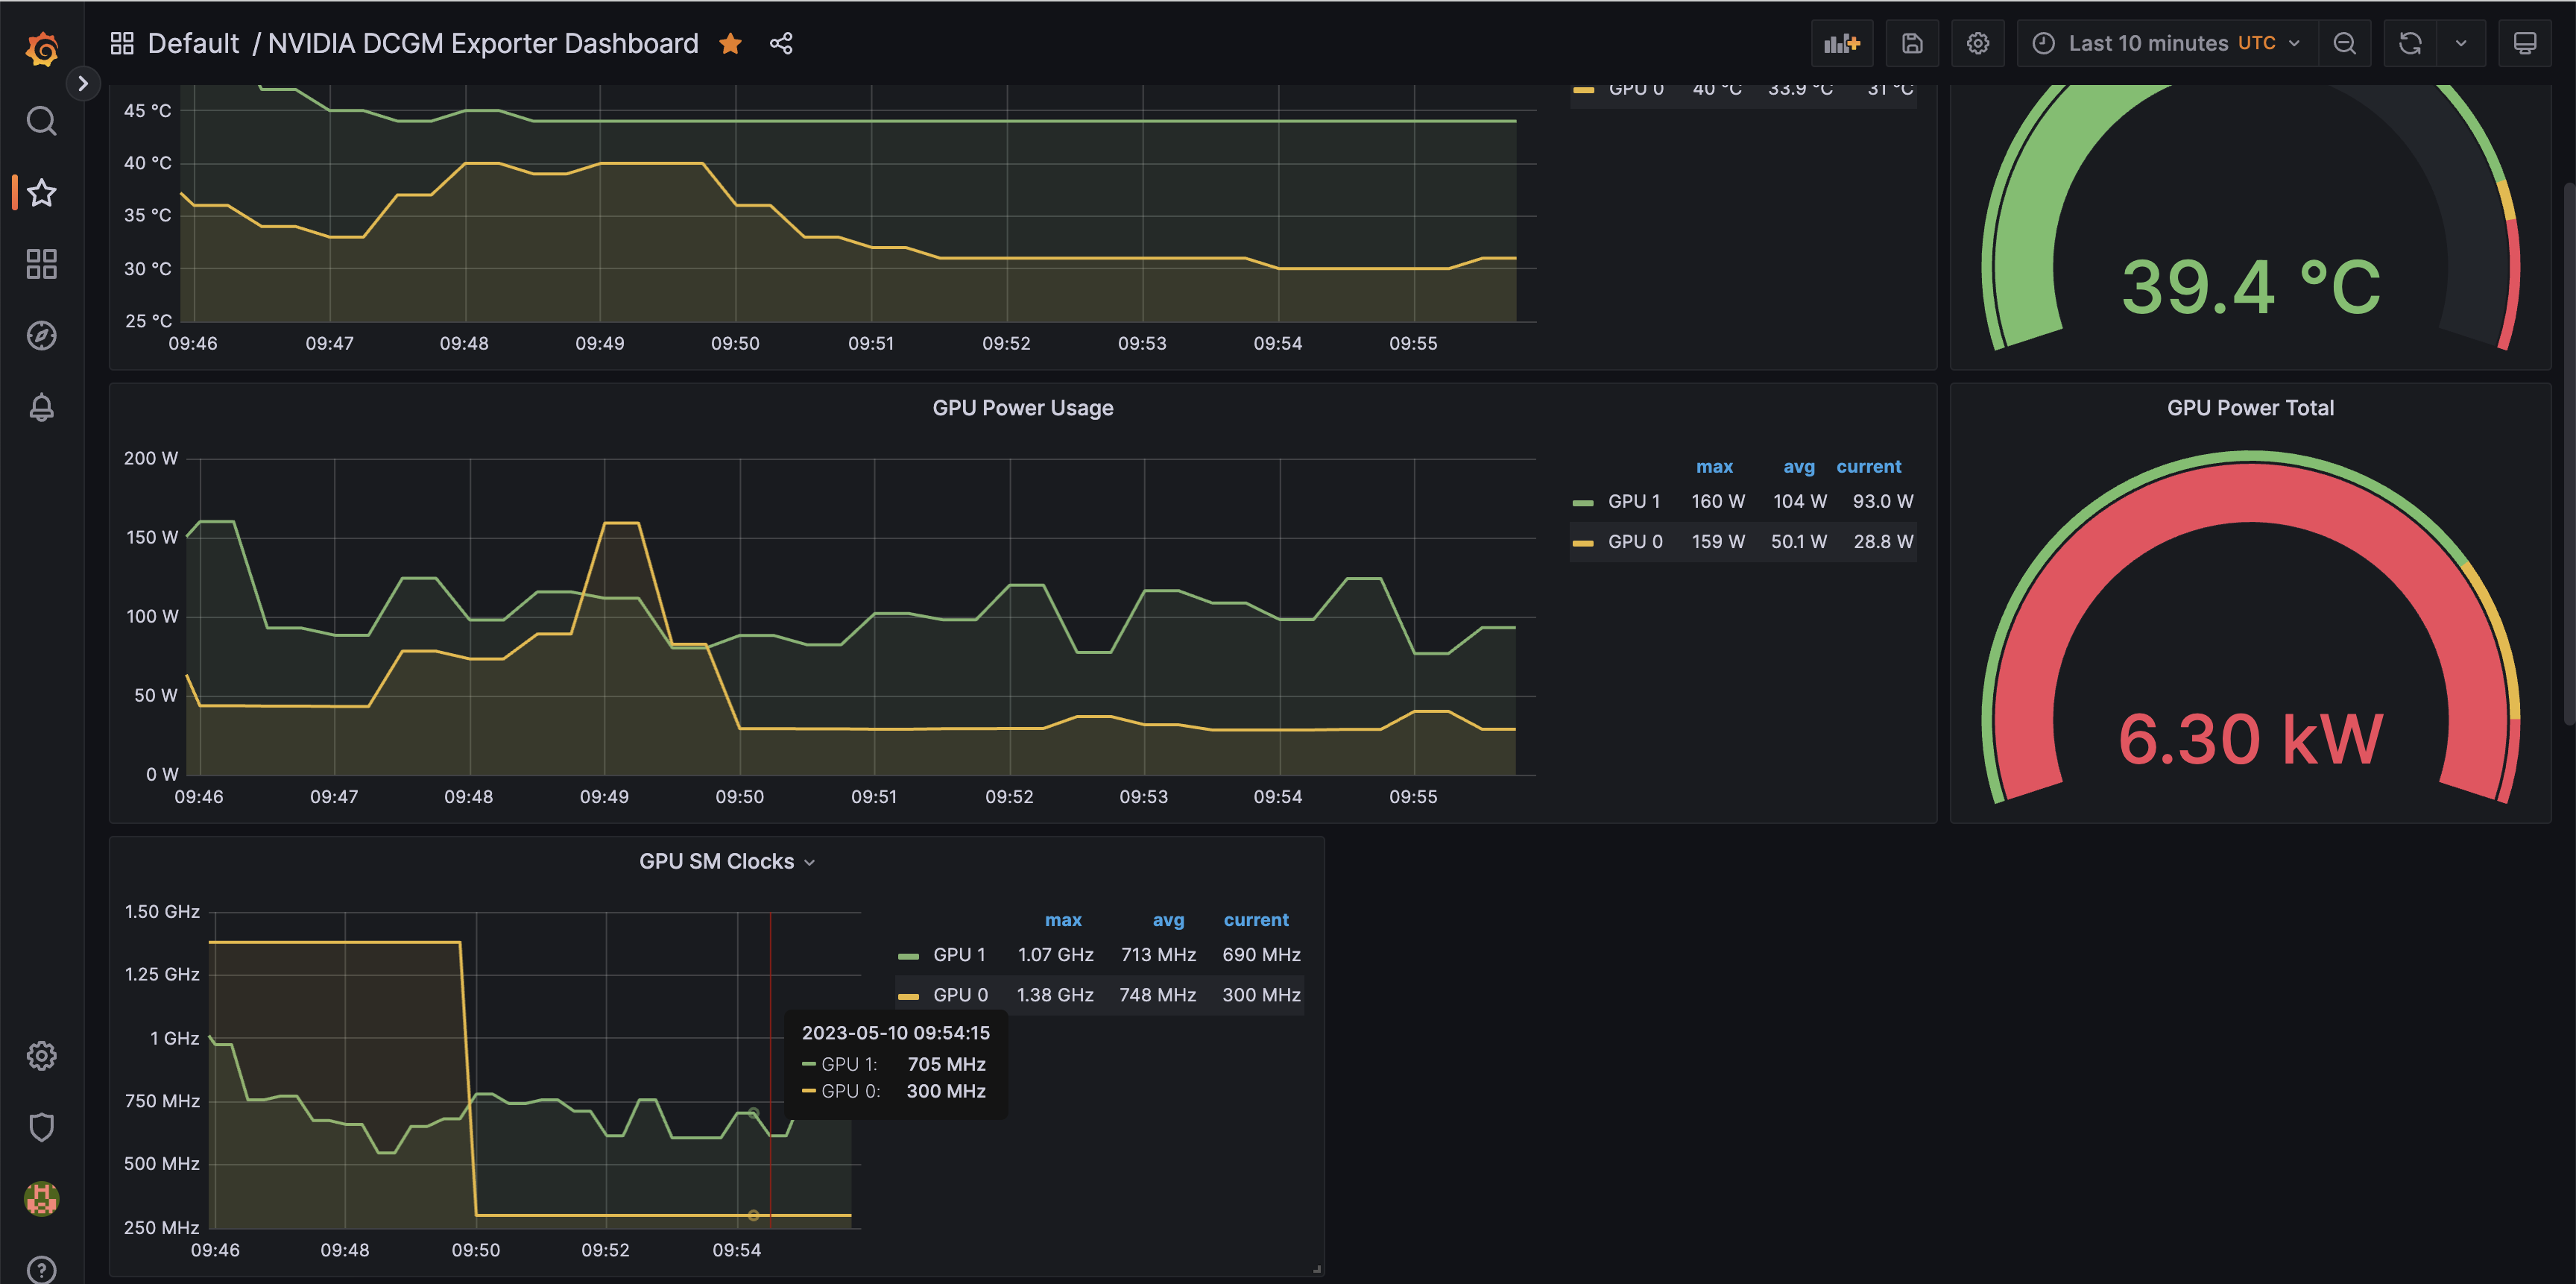 Default / NVIDIA DCGM Exporter Dashboard
Last 10 minutes UTC
45 °C
40 °C
35 °C
30 °C
25 °C
09:46 09:47 09:48 09:49 09:50 09:51 09:52 09:53 09:54 09:55
GPU 0 40 °C 33.9 °C 31 °C
39.4 °C
GPU Power Usage
200 W
150 W
100 W
50 W
0 W
09:46 09:47 09:48 09:49 09:50 09:51 09:52 09:53 09:54 09:55
max avg current
GPU 1 160 W 104 W 93.0 W
GPU 0 159 W 50.1 W 28.8 W
GPU Power Total
6.30 kW
GPU SM Clocks
1.50 GHz
1.25 GHz
1 GHz
750 MHz
500 MHz
250 MHz
09:46 09:48 09:50 09:52 09:54
max avg current
GPU 1 1.07 GHz 713 MHz 690 MHz
GPU 0 1.38 GHz 748 MHz 300 MHz
2023-05-10 09:54:15
GPU 1: 705 MHz
GPU 0: 300 MHz